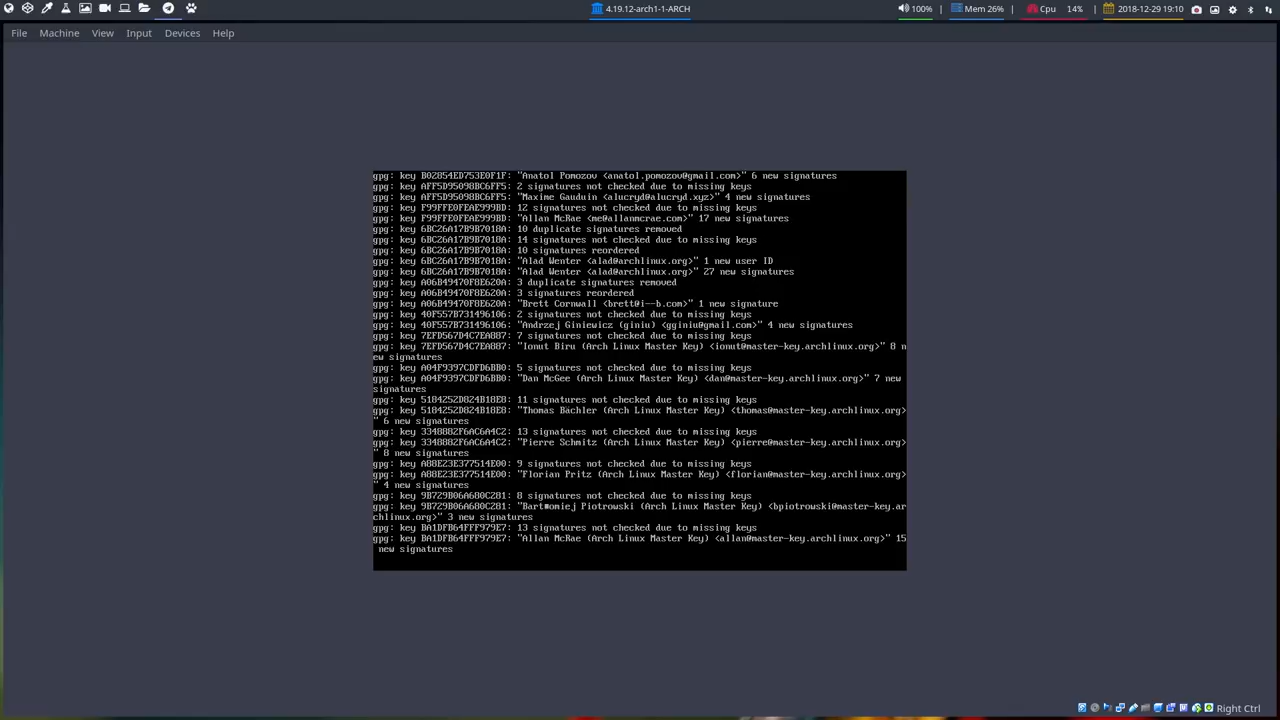 4.19.12-arch1-1-ARCH
100%
Mem 26%
Cpu 14%
2018-12-29 19:10
File Machine View Input Devices Help
gpg: key B02854ED753E0F1F: "Anatol Pomozov <anatol.pomozov@gmail.com>" 6 new signatures
gpg: key AFF5D95098BC6FF5: 2 signatures not checked due to missing keys
gpg: key AFF5D95098BC6FF5: "Maxime Gauduin <alucryd@alucryd.xyz>" 4 new signatures
gpg: key F99FFE0FEAE999BD: 12 signatures not checked due to missing keys
gpg: key F99FFE0FEAE999BD: "Allan McRae <me@allanmcrae.com>" 17 new signatures
gpg: key 6BC26A17B9B7018A: 10 duplicate signatures removed
gpg: key 6BC26A17B9B7018A: 14 signatures not checked due to missing keys
gpg: key 6BC26A17B9B7018A: 10 signatures reordered
gpg: key 6BC26A17B9B7018A: "Alad Wenter <alad@archlinux.org>" 1 new user ID
gpg: key 6BC26A17B9B7018A: "Alad Wenter <alad@archlinux.org>" 27 new signatures
gpg: key A06B49470F8E620A: 3 duplicate signatures removed
gpg: key A06B49470F8E620A: 3 signatures reordered
gpg: key A06B49470F8E620A: "Brett Cornwall <brett@i--b.com>" 1 new signature
gpg: key 40F557B731496106: 2 signatures not checked due to missing keys
gpg: key 40F557B731496106: "Andrzej Giniewicz (giniu) <gginiu@gmail.com>" 4 new signatures
gpg: key 7EFD567D4C7EA887: 7 signatures not checked due to missing keys
gpg: key 7EFD567D4C7EA887: "Ionut Biru (Arch Linux Master Key) <ionut@master-key.archlinux.org>" 8 n
ew signatures
gpg: key A04F9397CDFD6BB0: 5 signatures not checked due to missing keys
gpg: key A04F9397CDFD6BB0: "Dan McGee (Arch Linux Master Key) <dan@master-key.archlinux.org>" 7 new
signatures
gpg: key 5184252D824B18E8: 11 signatures not checked due to missing keys
gpg: key 5184252D824B18E8: "Thomas Bächler (Arch Linux Master Key) <thomas@master-key.archlinux.org>
" 6 new signatures
gpg: key 3348882F6AC6A4C2: 13 signatures not checked due to missing keys
gpg: key 3348882F6AC6A4C2: "Pierre Schmitz (Arch Linux Master Key) <pierre@master-key.archlinux.org>
" 8 new signatures
gpg: key A88E23E377514E00: 9 signatures not checked due to missing keys
gpg: key A88E23E377514E00: "Florian Pritz (Arch Linux Master Key) <florian@master-key.archlinux.org>
" 4 new signatures
gpg: key 9B729B06A680C281: 8 signatures not checked due to missing keys
gpg: key 9B729B06A680C281: "Bart■omiej Piotrowski (Arch Linux Master Key) <bpiotrowski@master-key.ar
chlinux.org>" 3 new signatures
gpg: key BA1DFB64FFF979E7: 13 signatures not checked due to missing keys
gpg: key BA1DFB64FFF979E7: "Allan McRae (Arch Linux Master Key) <allan@master-key.archlinux.org>" 15
new signatures
Right Ctrl